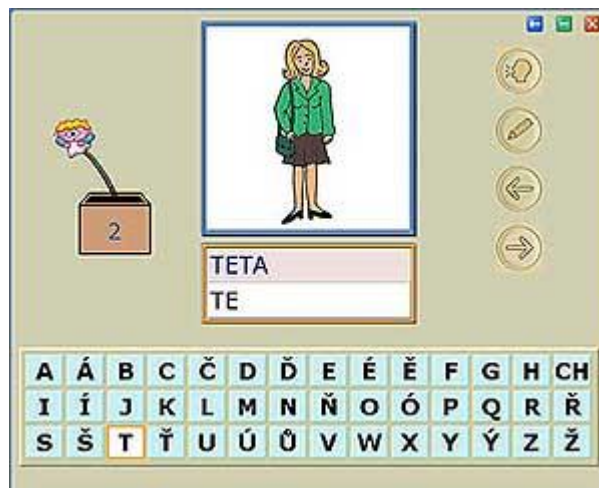 2
TETA
TE
A Á B C Č D Ď E É Ě F G H CH
I Í J K L M N Ň O Ó P Q R Ř
S Š T Ť U Ú Ů V W X Y Ý Z Ž